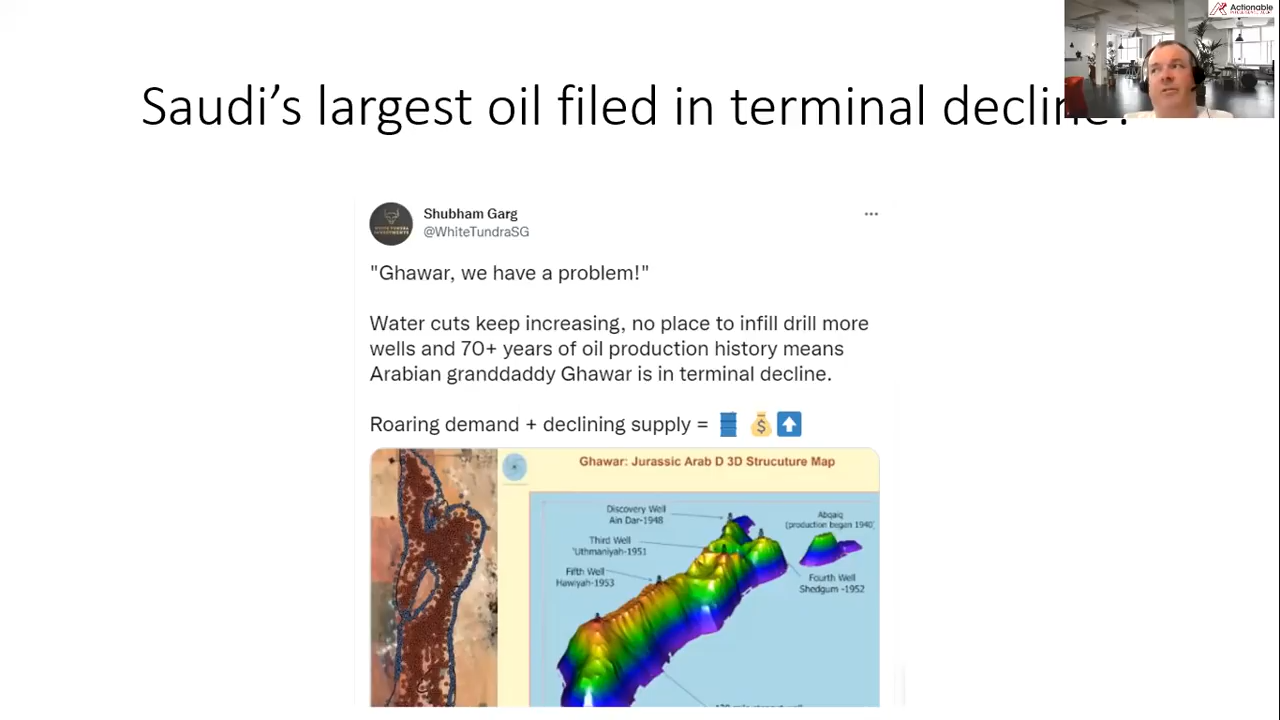 Actionable
Saudi's largest oil filed in terminal decline?
Shubham Garg
@WhiteTundraSG
"Ghawar, we have a problem!"
Water cuts keep increasing, no place to infill drill more
wells and 70+ years of oil production history means
Arabian granddaddy Ghawar is in terminal decline.
Roaring demand + declining supply =
Ghawar: Jurassic Arab D 3D Strucuture Map
Discovery Well
Ain Dar-1948
Abqaiq
(production began 1940)
Third Well
'Uthmaniyah-1951
Fifth Well
Hawiyah-1953
Fourth Well
Shedgum -1952